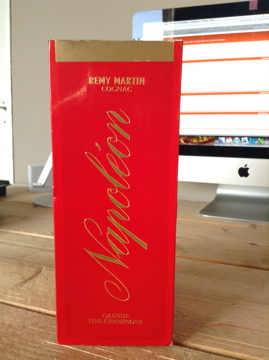 REMY MARTIN
COGNAC
Napoléon
GRANDE
FINE CHAMPAGNE